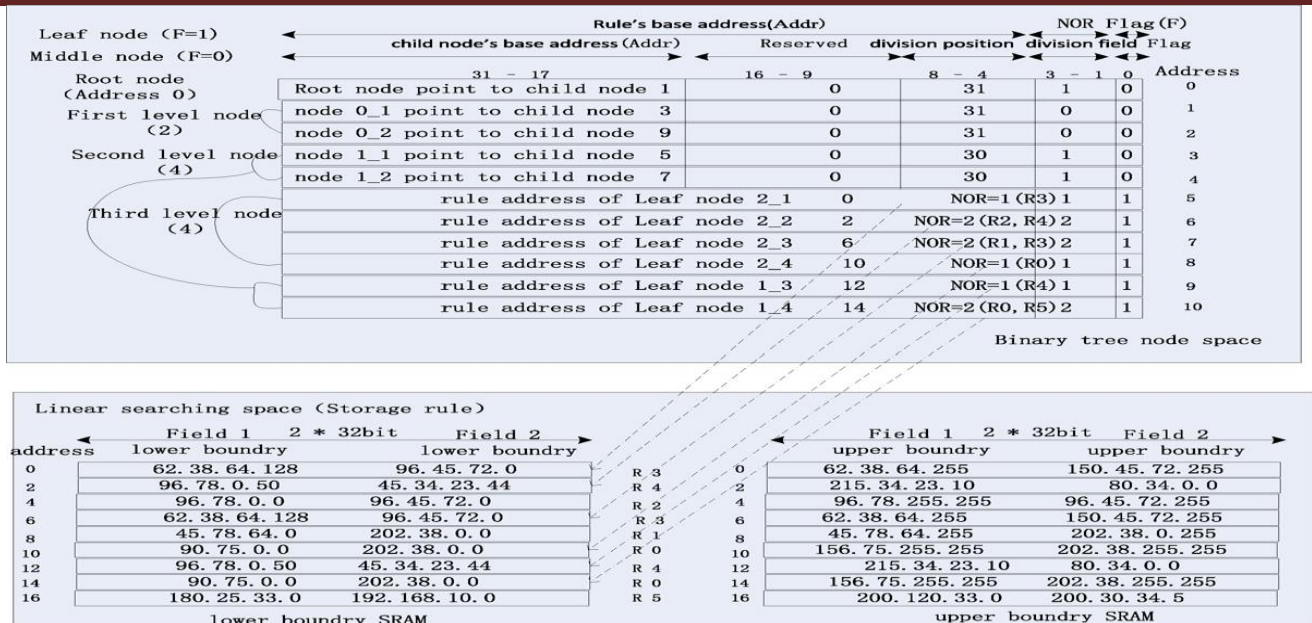 Rule's base address(Addr) NOR Flag(F)
Leaf node (F=1)
child node's base address(Addr) Reserved division position division field Flag
Middle node (F=0)
31 - 17 16 - 9 8 - 4 3 - 1 0 Address
Root node
(Address 0)
Root node point to child node 1 0 31 1 0 0
First level node
(2)
node 0_1 point to child node 3 0 31 0 0 1
node 0_2 point to child node 9 0 31 0 0 2
Second level node
(4)
node 1_1 point to child node 5 0 30 1 0 3
node 1_2 point to child node 7 0 30 1 0 4
Third level node
(4)
rule address of Leaf node 2_1 0 NOR=1(R3)1 1 5
rule address of Leaf node 2_2 2 NOR=2(R2, R4)2 1 6
rule address of Leaf node 2_3 6 NOR=2(R1, R3)2 1 7
rule address of Leaf node 2_4 10 NOR=1(R0)1 1 8
rule address of Leaf node 1_3 12 NOR=1(R4)1 1 9
rule address of Leaf node 1_4 14 NOR=2(R0, R5)2 1 10
Binary tree node space
Linear searching space (Storage rule)
Field 1 2 * 32bit Field 2 Field 1 2 * 32bit Field 2
address lower boundry lower boundry upper boundry upper boundry
0 62.38.64.128 96.45.72.0 R 3 0 62.38.64.255 150.45.72.255
2 96.78.0.50 45.34.23.44 R 4 2 215.34.23.10 80.34.0.0
4 96.78.0.0 96.45.72.0 R 2 4 96.78.255.255 96.45.72.255
6 62.38.64.128 96.45.72.0 R 3 6 62.38.64.255 150.45.72.255
8 45.78.64.0 202.38.0.0 R 1 8 45.78.64.255 202.38.0.255
10 90.75.0.0 202.38.0.0 R 0 10 156.75.255.255 202.38.255.255
12 96.78.0.50 45.34.23.44 R 4 12 215.34.23.10 80.34.0.0
14 90.75.0.0 202.38.0.0 R 0 14 156.75.255.255 202.38.255.255
16 180.25.33.0 192.168.10.0 R 5 16 200.120.33.0 200.30.34.5
lower boundry SRAM upper boundry SRAM